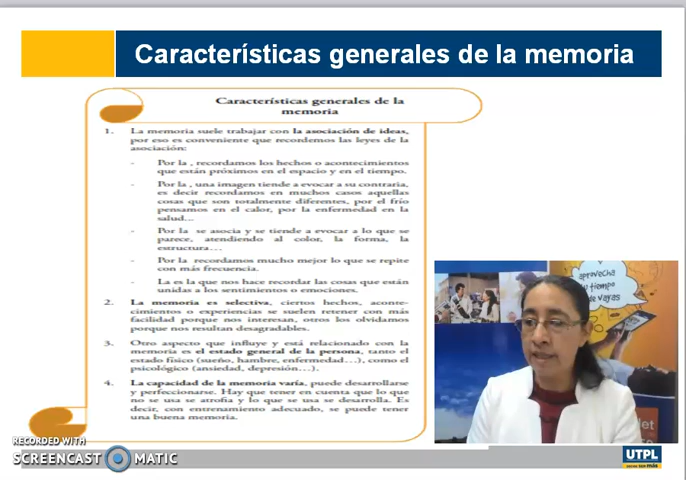 Características generales de la memoria
Características generales de la
memoria
1. La memoria suele trabajar con la asociación de ideas,
por eso es conveniente que recordemos las leyes de la
asociación:
- Por la , recordamos los hechos o acontecimientos
que están próximos en el espacio y en el tiempo.
- Por la , una imagen tiende a evocar a su contraria,
es decir recordamos en muchos casos aquellas
cosas que son totalmente diferentes, por el frío
pensamos en el calor, por la enfermedad en la
salud...
- Por la se asocia y se tiende a evocar a lo que se
parece, atendiendo al color, la forma, la
estructura...
- Por la recordamos mucho mejor lo que se repite
con más frecuencia.
- La es la que nos hace recordar las cosas que están
unidas a los sentimientos o emociones.
2. La memoria es selectiva, ciertos hechos, aconte-
cimientos o experiencias se suelen retener con más
facilidad porque nos interesan, otros los olvidamos
porque nos resultan desagradables.
3. Otro aspecto que influye y está relacionado con la
memoria es el estado general de la persona, tanto el
estado físico (sueño, hambre, enfermedad...), como el
psicológico (ansiedad, depresión...).
4. La capacidad de la memoria varía, puede desarrollarse
y perfeccionarse. Hay que tener en cuenta que lo que
no se usa se atrofia y lo que se usa se desarrolla. Es
decir, con entrenamiento adecuado, se puede tener
una buena memoria.
aprovecha
tu tiempo
de vayas
RECORDED WITH
SCREENCAST MATIC
UTPL